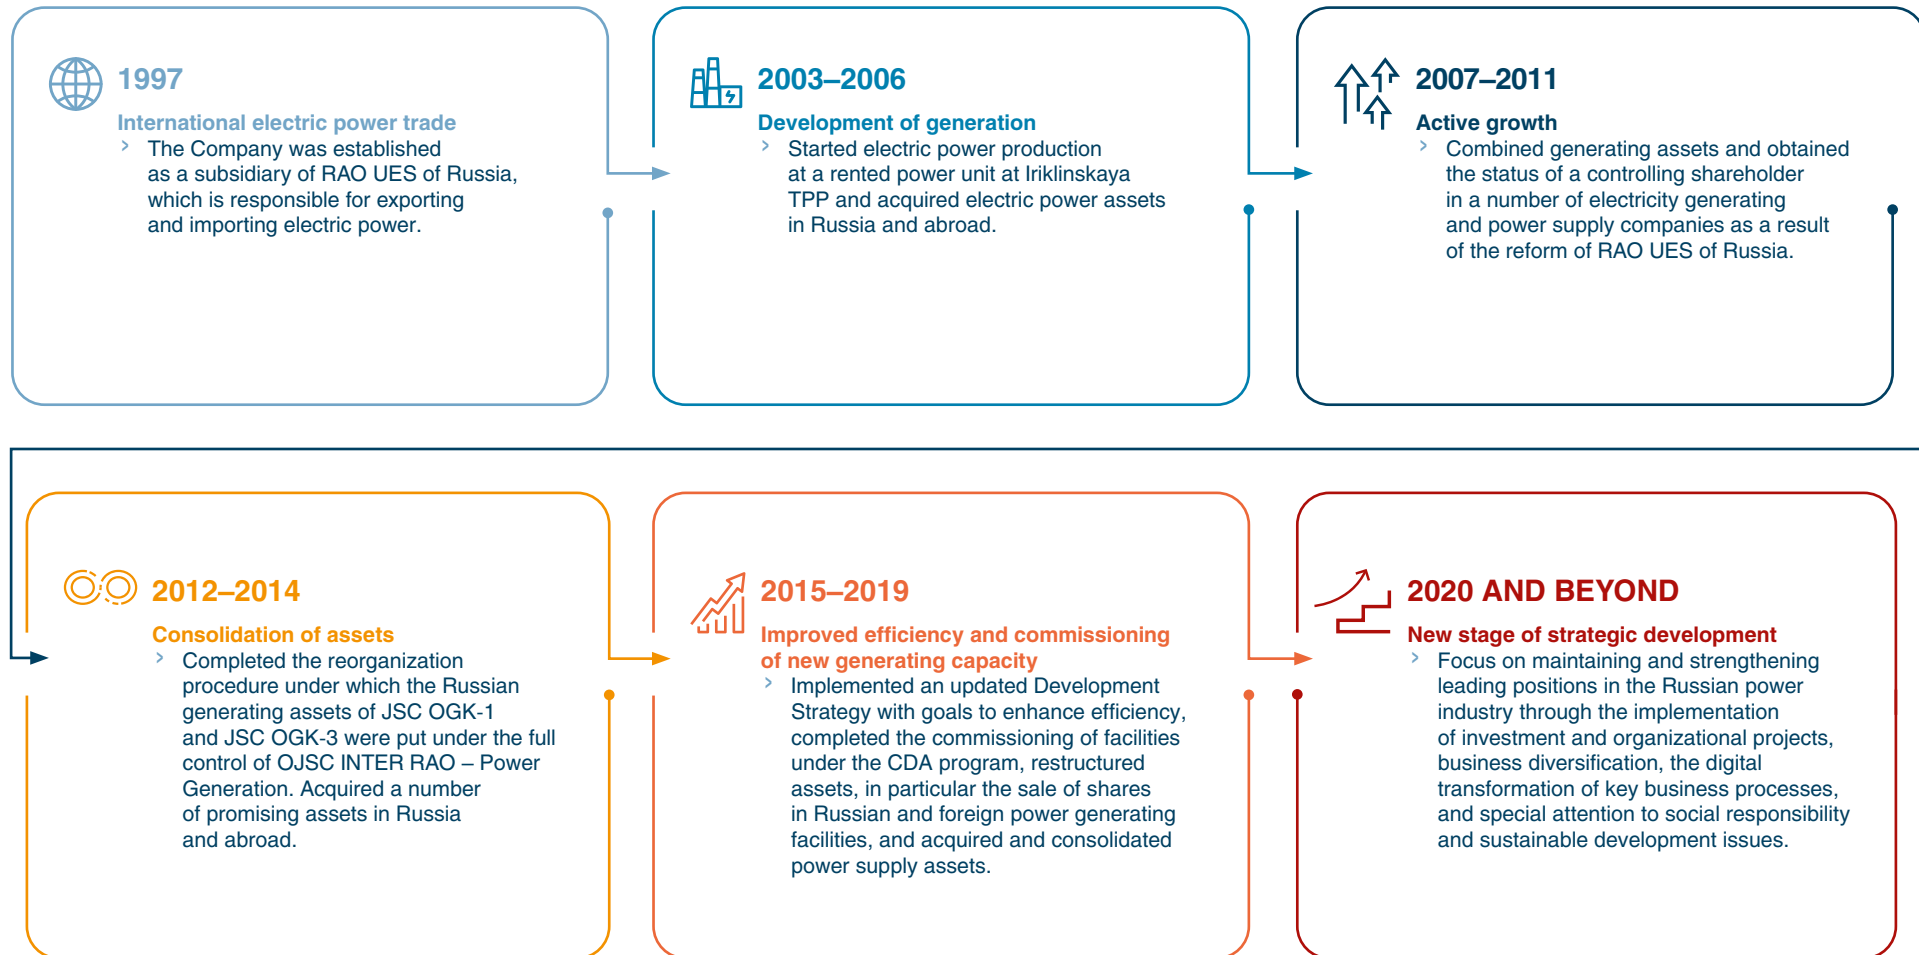 1997
International electric power trade
› The Company was established
as a subsidiary of RAO UES of Russia,
which is responsible for exporting
and importing electric power.
2003–2006
Development of generation
› Started electric power production
at a rented power unit at Iriklinskaya
TPP and acquired electric power assets
in Russia and abroad.
2007–2011
Active growth
› Combined generating assets and obtained
the status of a controlling shareholder
in a number of electricity generating
and power supply companies as a result
of the reform of RAO UES of Russia.
2012–2014
Consolidation of assets
› Completed the reorganization
procedure under which the Russian
generating assets of JSC OGK-1
and JSC OGK-3 were put under the full
control of OJSC INTER RAO – Power
Generation. Acquired a number
of promising assets in Russia
and abroad.
2015–2019
Improved efficiency and commissioning
of new generating capacity
› Implemented an updated Development
Strategy with goals to enhance efficiency,
completed the commissioning of facilities
under the CDA program, restructured
assets, in particular the sale of shares
in Russian and foreign power generating
facilities, and acquired and consolidated
power supply assets.
2020 AND BEYOND
New stage of strategic development
› Focus on maintaining and strengthening
leading positions in the Russian power
industry through the implementation
of investment and organizational projects,
business diversification, the digital
transformation of key business processes,
and special attention to social responsibility
and sustainable development issues.